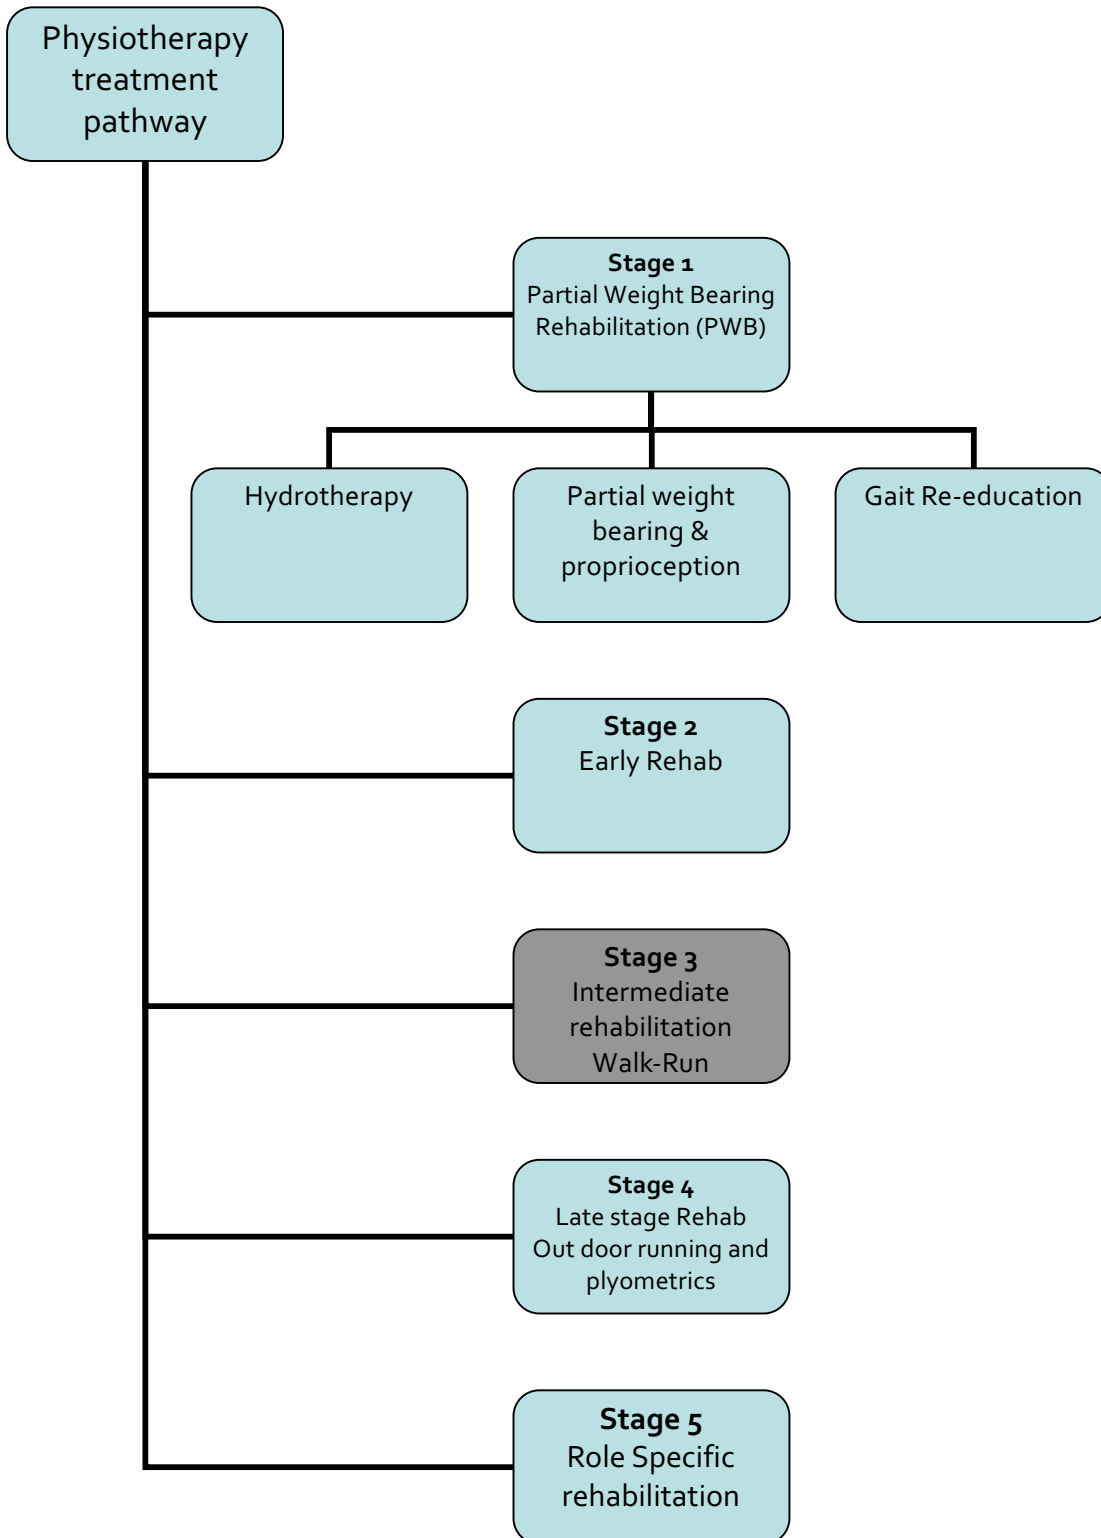 Physiotherapy
treatment
pathway
Stage 1
Partial Weight Bearing
Rehabilitation (PWB)
Hydrotherapy
Partial weight
bearing &
proprioception
Gait Re-education
Stage 2
Early Rehab
Stage 3
Intermediate
rehabilitation
Walk-Run
Stage 4
Late stage Rehab
Out door running and
plyometrics
Stage 5
Role Specific
rehabilitation